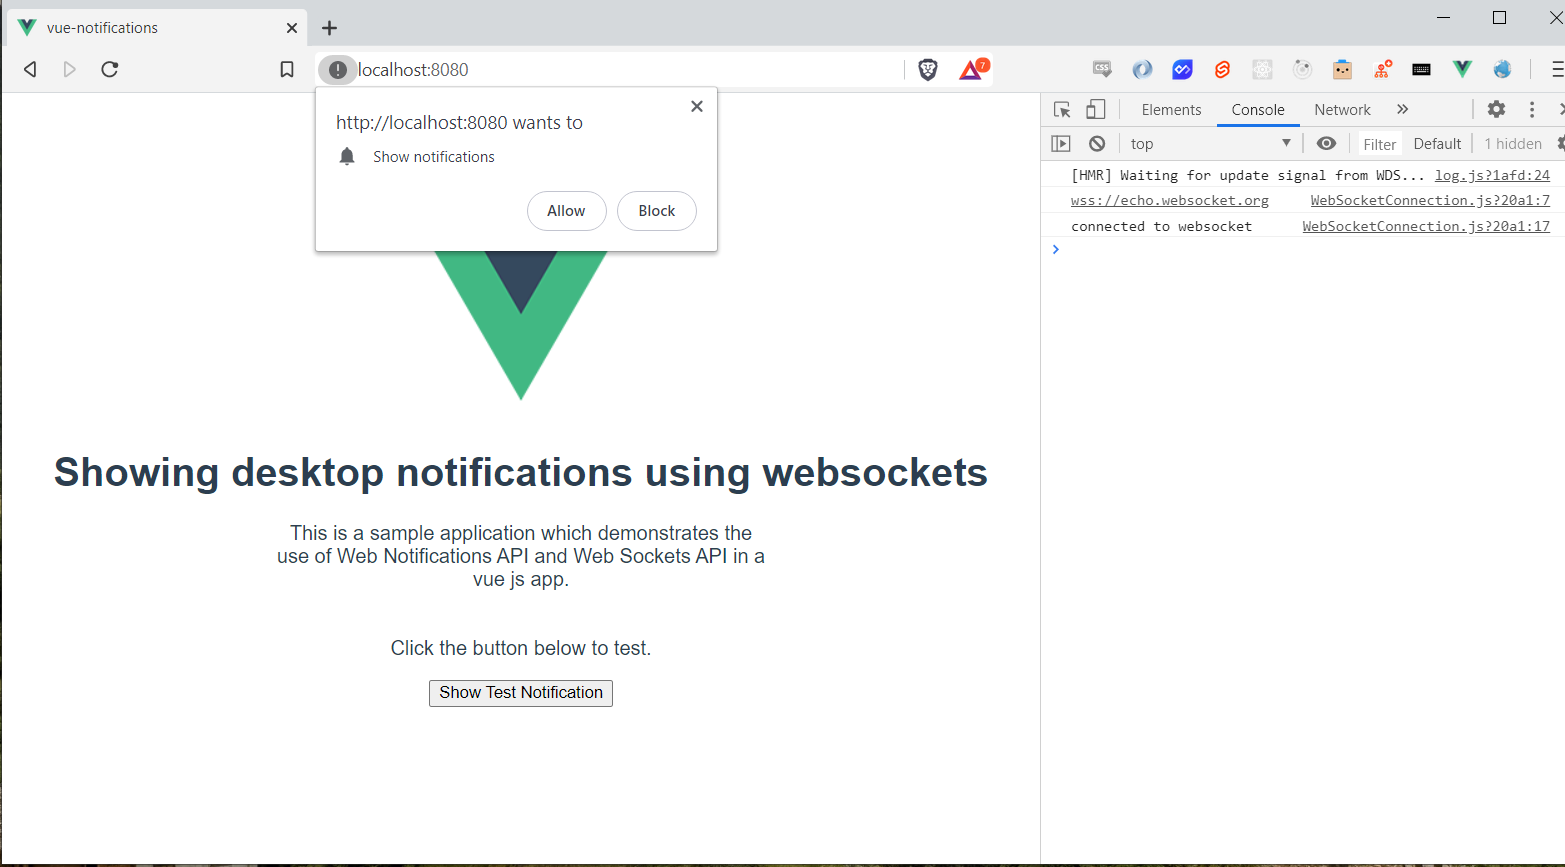 vue-notifications
localhost:8080
7
CSS
http://localhost:8080 wants to
Show notifications
Allow
Block
Showing desktop notifications using websockets
This is a sample application which demonstrates the
use of Web Notifications API and Web Sockets API in a
vue js app.
Click the button below to test.
Show Test Notification
Elements
Console
Network
top
Filter
Default
1 hidden
[HMR] Waiting for update signal from WDS... log.js?1afd:24
wss://echo.websocket.org WebSocketConnection.js?20a1:7
connected to websocket WebSocketConnection.js?20a1:17